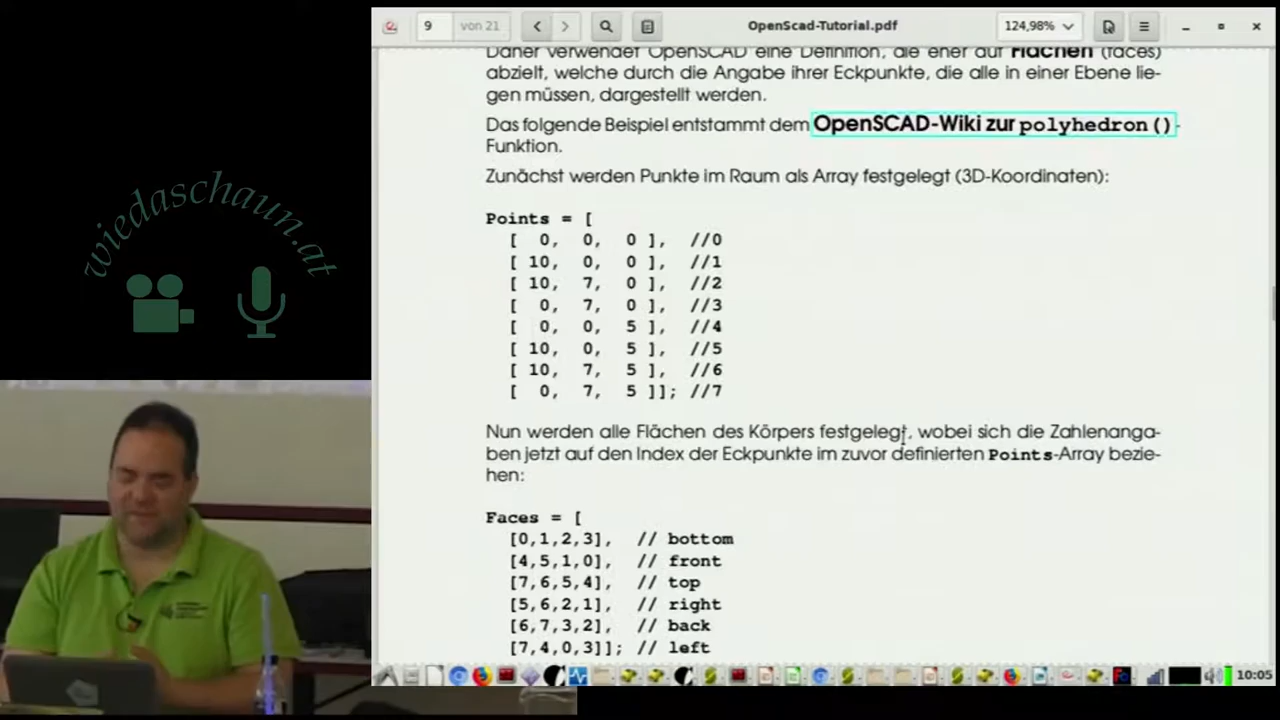 9 von 21 OpenScad-Tutorial.pdf 124,98%
Daher verwendet OpenSCAD eine Definition, die eher auf Flächen (faces)
abzielt, welche durch die Angabe ihrer Eckpunkte, die alle in einer Ebene lie-
gen müssen, dargestellt werden.
Das folgende Beispiel entstammt dem OpenSCAD-Wiki zur polyhedron()-
Funktion.
Zunächst werden Punkte im Raum als Array festgelegt (3D-Koordinaten):
Points = [
[ 0, 0, 0 ], //0
[ 10, 0, 0 ], //1
[ 10, 7, 0 ], //2
[ 0, 7, 0 ], //3
[ 0, 0, 5 ], //4
[ 10, 0, 5 ], //5
[ 10, 7, 5 ], //6
[ 0, 7, 5 ]]; //7
Nun werden alle Flächen des Körpers festgelegt, wobei sich die Zahlenanga-
ben jetzt auf den Index der Eckpunkte im zuvor definierten Points-Array bezie-
hen:
Faces = [
[0,1,2,3], // bottom
[4,5,1,0], // front
[7,6,5,4], // top
[5,6,2,1], // right
[6,7,3,2], // back
[7,4,0,3]]; // left
10:05
wiedaschaun.at